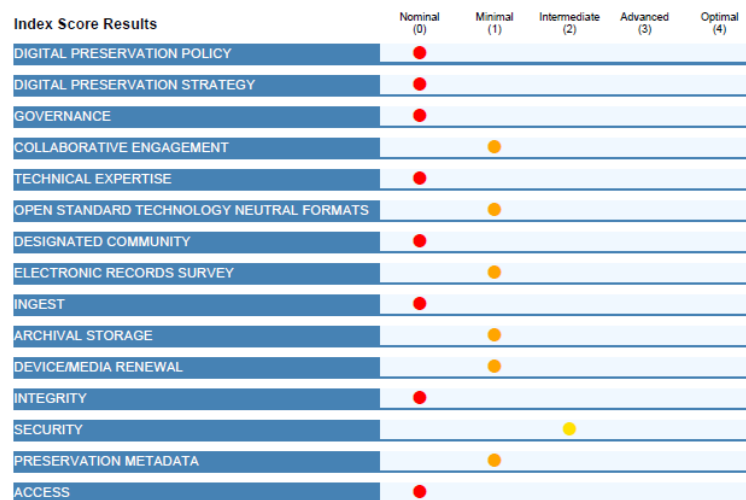 Index Score Results
Nominal (0) Minimal (1) Intermediate (2) Advanced (3) Optimal (4)
DIGITAL PRESERVATION POLICY
DIGITAL PRESERVATION STRATEGY
GOVERNANCE
COLLABORATIVE ENGAGEMENT
TECHNICAL EXPERTISE
OPEN STANDARD TECHNOLOGY NEUTRAL FORMATS
DESIGNATED COMMUNITY
ELECTRONIC RECORDS SURVEY
INGEST
ARCHIVAL STORAGE
DEVICE/MEDIA RENEWAL
INTEGRITY
SECURITY
PRESERVATION METADATA
ACCESS